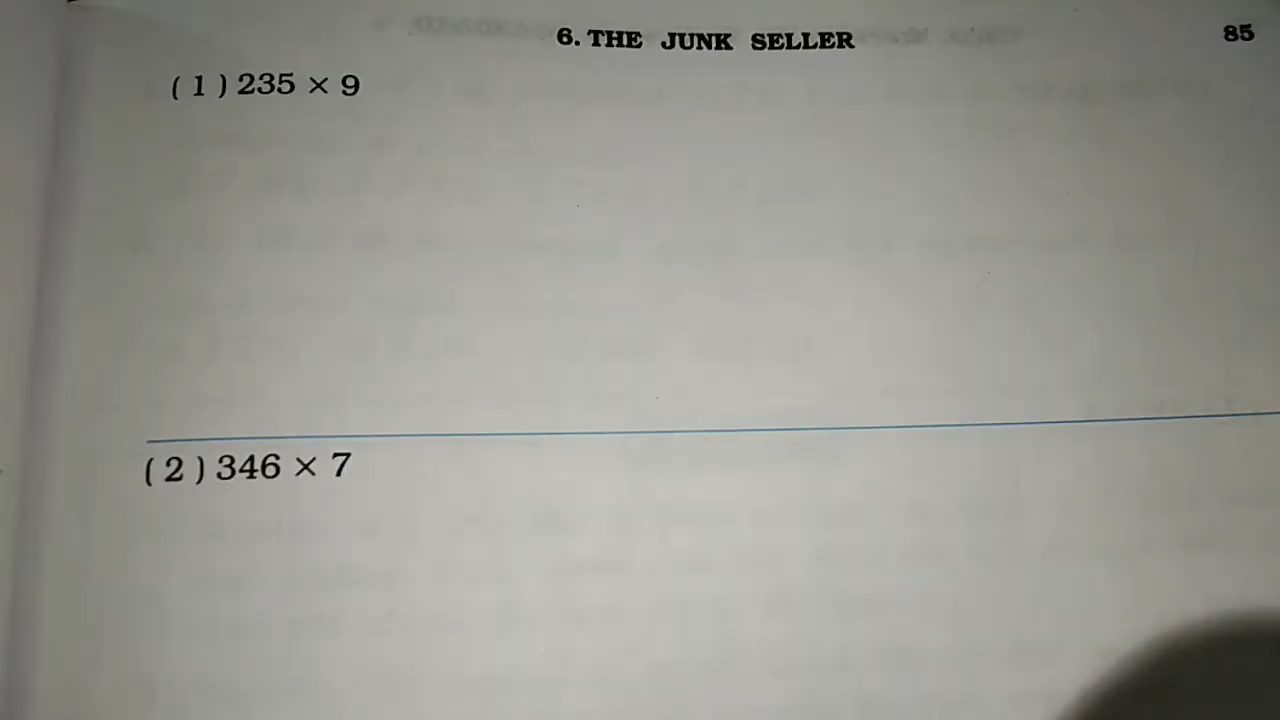 6. THE JUNK SELLER 85
( 1 ) 235 × 9
( 2 ) 346 × 7